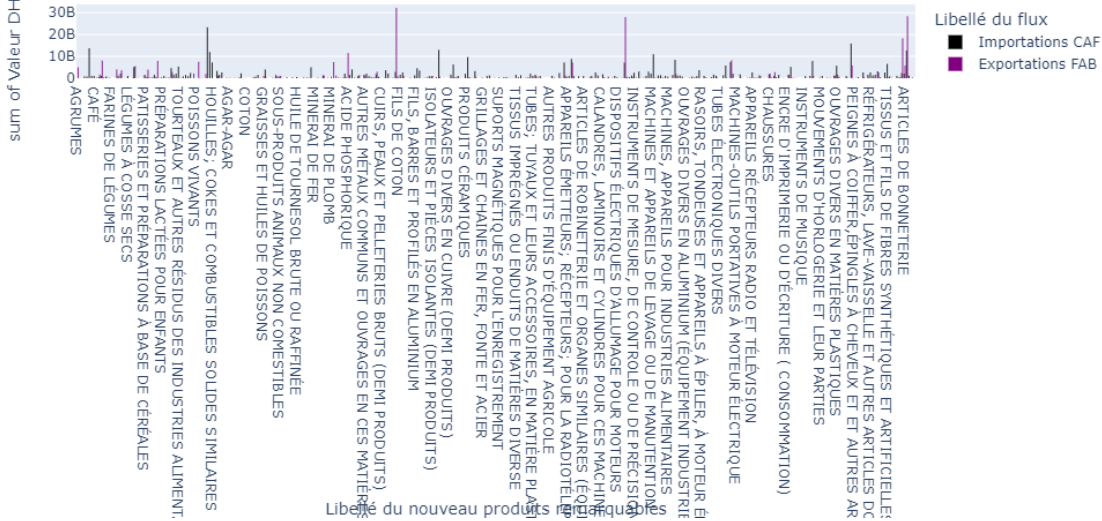 sum of Valeur DHS
30B
20B
10B
0
AGRUMES
CAFÉ
FARINES DE LÉGUMES
LÉGUMES À COSSE SECS
PATISSERIES ET PRÉPARATIONS À BASE DE CÉRÉALES
PRÉPARATIONS LACTÉES POUR ENFANTS
TOURTEAUX ET AUTRES RÉSIDUS DES INDUSTRIES ALIMENT
POISSONS VIVANTS
HOUILLES; COKES ET COMBUSTIBLES SOLIDES SIMILAIRES
AGAR-AGAR
COTON
GRAISSES ET HUILES DE POISSONS
SOUS-PRODUITS ANIMAUX NON COMESTIBLES
HUILE DE TOURNESOL BRUTE OU RAFFINÉE
MINERAI DE FER
MINERAI DE PLOMB
ACIDE PHOSPHORIQUE
AUTRES MÉTAUX COMMUNS ET OUVRAGES EN CES MATIÈRES
CUIRS, PEAUX ET PELLETERIES BRUTS (DEMI PRODUITS)
FILS DE COTON
FILS, BARRES ET PROFILÉS EN ALUMINIUM
ISOLATEURS ET PIÈCES ISOLANTES (DEMI PRODUITS)
OUVRAGES DIVERS EN CUIVRE (DEMI PRODUITS)
PRODUITS CÉRAMIQUES
GRILLAGES ET CHAINES EN FER, FONTE ET ACIER
SUPPORTS MAGNÉTIQUES POUR L'ENREGISTREMENT
TISSUS IMPRÉGNÉS OU ENDUITS DE MATIÈRES DIVERSE
TUBES; TUYAUX ET LEURS ACCESSOIRES, EN MATIÈRE PLAST
AUTRES PRODUITS FINIS D'ÉQUIPEMENT AGRICOLE
APPAREILS ÉMETTEURS; RÉCEPTEURS; POUR LA RADIOTÉLÉP
ARTICLES DE ROBINETTERIE ET ORGANES SIMILAIRES (ÉQUI
CALANDRES, LAMINOIRS ET CYLINDRES POUR CES MACHINE
DISPOSITIFS ÉLECTRIQUES D'ALLUMAGE POUR MOTEURS
INSTRUMENTS DE MESURE, DE CONTROLE OU DE PRÉCISION
MACHINES ET APPAREILS DE LEVAGE OU DE MANUTENTION
MACHINES, APPAREILS POUR INDUSTRIES ALIMENTAIRES
OUVRAGES DIVERS EN ALUMINIUM (ÉQUIPEMENT INDUSTRIE
RASOIRS, TONDEUSES ET APPAREILS À ÉPILER, À MOTEUR É
TUBES ÉLECTRONIQUES DIVERS
MACHINES-OUTILS PORTATIVES À MOTEUR ÉLECTRIQUE
APPAREILS RÉCEPTEURS RADIO ET TÉLÉVISION
CHAUSSURES
ENCRE D'IMPRIMERIE OU D'ÉCRITURE ( CONSOMMATION)
INSTRUMENTS DE MUSIQUE
MOUVEMENTS D'HORLOGERIE ET LEUR PARTIES
OUVRAGES DIVERS EN MATIÈRES PLASTIQUES
PEIGNES À COIFFER,ÉPINGLES À CHEVEUX ET ET AUTRES AR
RÉFRIGÉRATEURS, LAVE-VAISSELLE ET AUTRES ARTICLES DO
TISSUS ET FILS DE FIBRES SYNTHÉTIQUES ET ARTIFICIELLES
ARTICLES DE BONNETERIE
Libellé du nouveau produits remarquables
Libellé du flux
Importations CAF
Exportations FAB